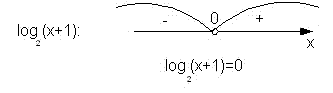 - 0 +
log₂(x+1):
x
log₂(x+1)=0